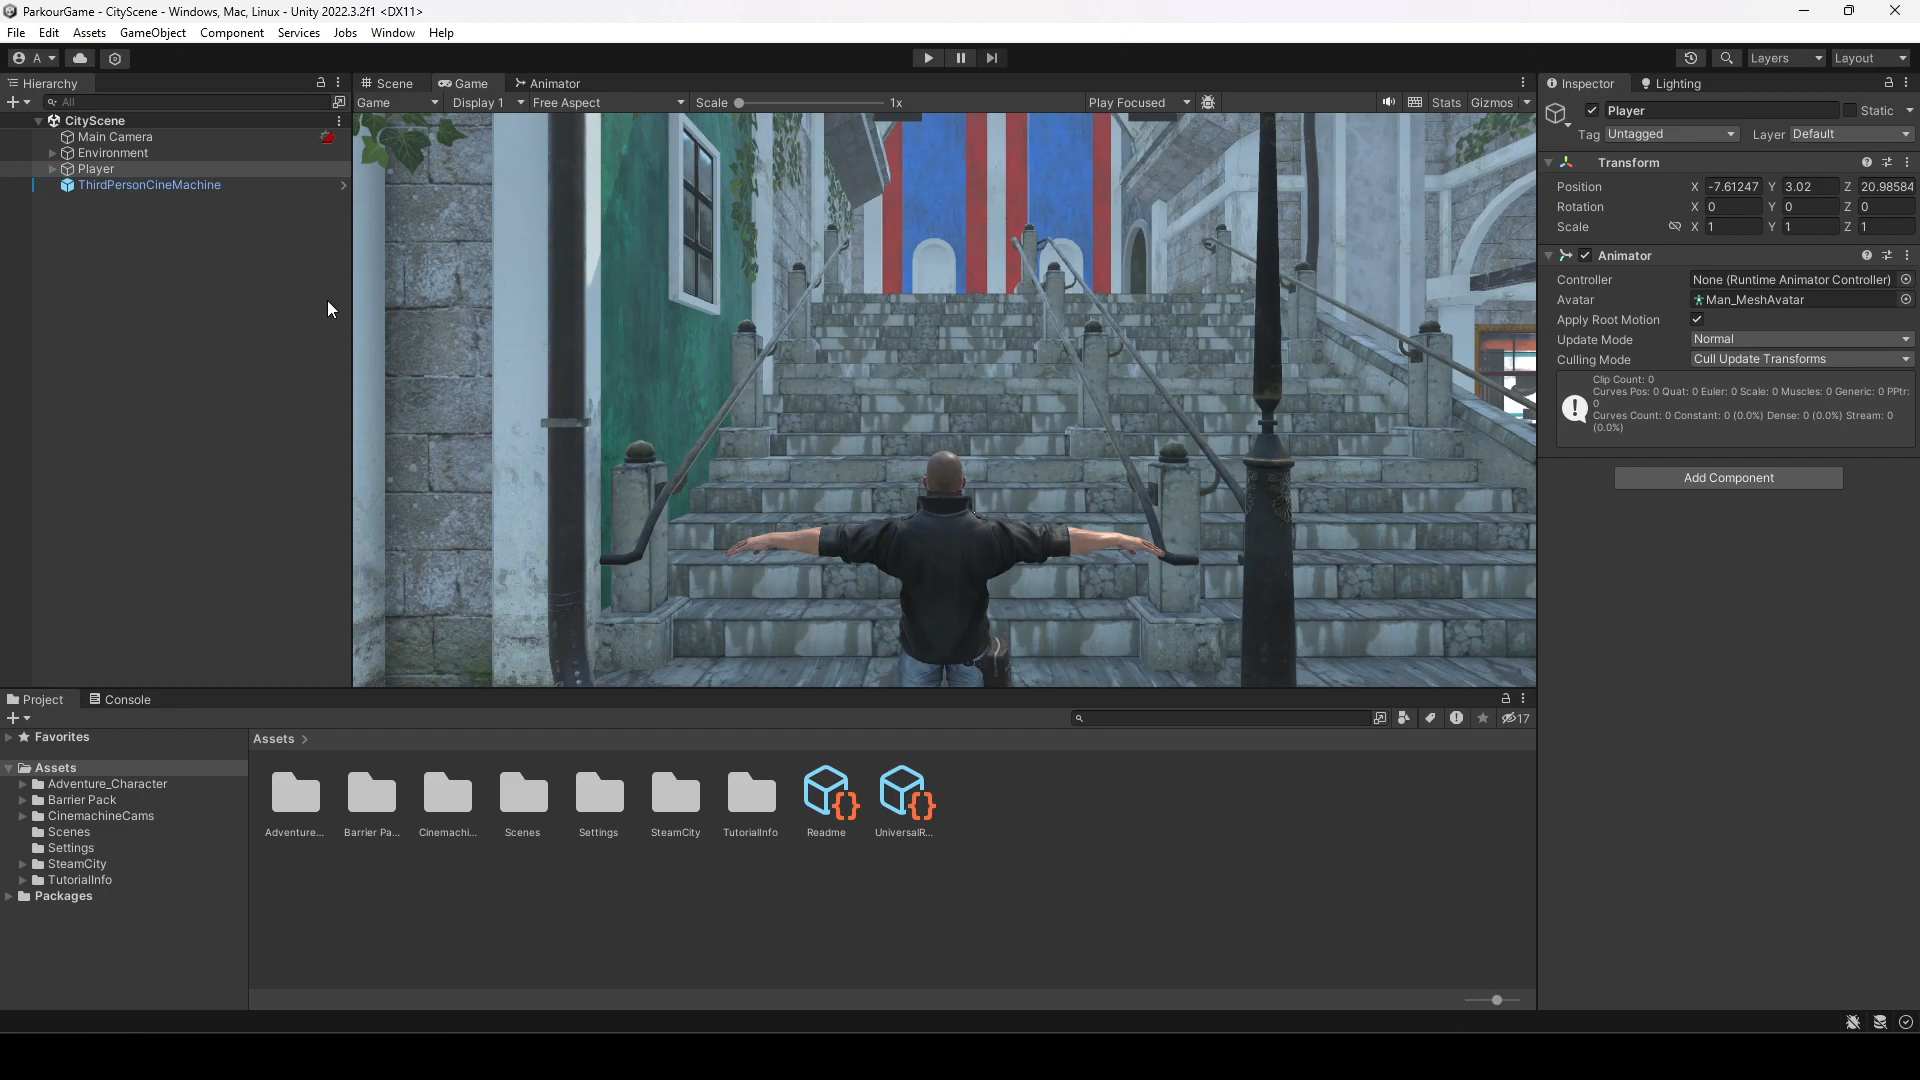 ParkourGame - CityScene - Windows, Mac, Linux - Unity 2022.3.2f1 <DX11>
File Edit Assets GameObject Component Services Jobs Window Help
A Layers Layout
Hierarchy Scene Game Animator Inspector Lighting
All Game Display 1 Free Aspect Scale 1x Play Focused Stats Gizmos
Player Static
CityScene
Tag Untagged Layer Default
Main Camera
Environment
Player
ThirdPersonCineMachine
Transform
Position X -7.61247 Y 3.02 Z 20.98584
Rotation X 0 Y 0 Z 0
Scale X 1 Y 1 Z 1
Animator
Controller None (Runtime Animator Controller)
Avatar Man_MeshAvatar
Apply Root Motion
Update Mode Normal
Culling Mode Cull Update Transforms
Clip Count: 0
Curves Pos: 0 Quat: 0 Euler: 0 Scale: 0 Muscles: 0 Generic: 0 PPtr:
0
Curves Count: 0 Constant: 0 (0.0%) Dense: 0 (0.0%) Stream: 0
(0.0%)
Add Component
Project Console
17
Favorites
Assets
Adventure_Character
Barrier Pack
CinemachineCams
Scenes
Settings
SteamCity
TutorialInfo
Packages
Assets >
Adventure... Barrier Pa... Cinemachi... Scenes Settings SteamCity TutorialInfo Readme UniversalR...